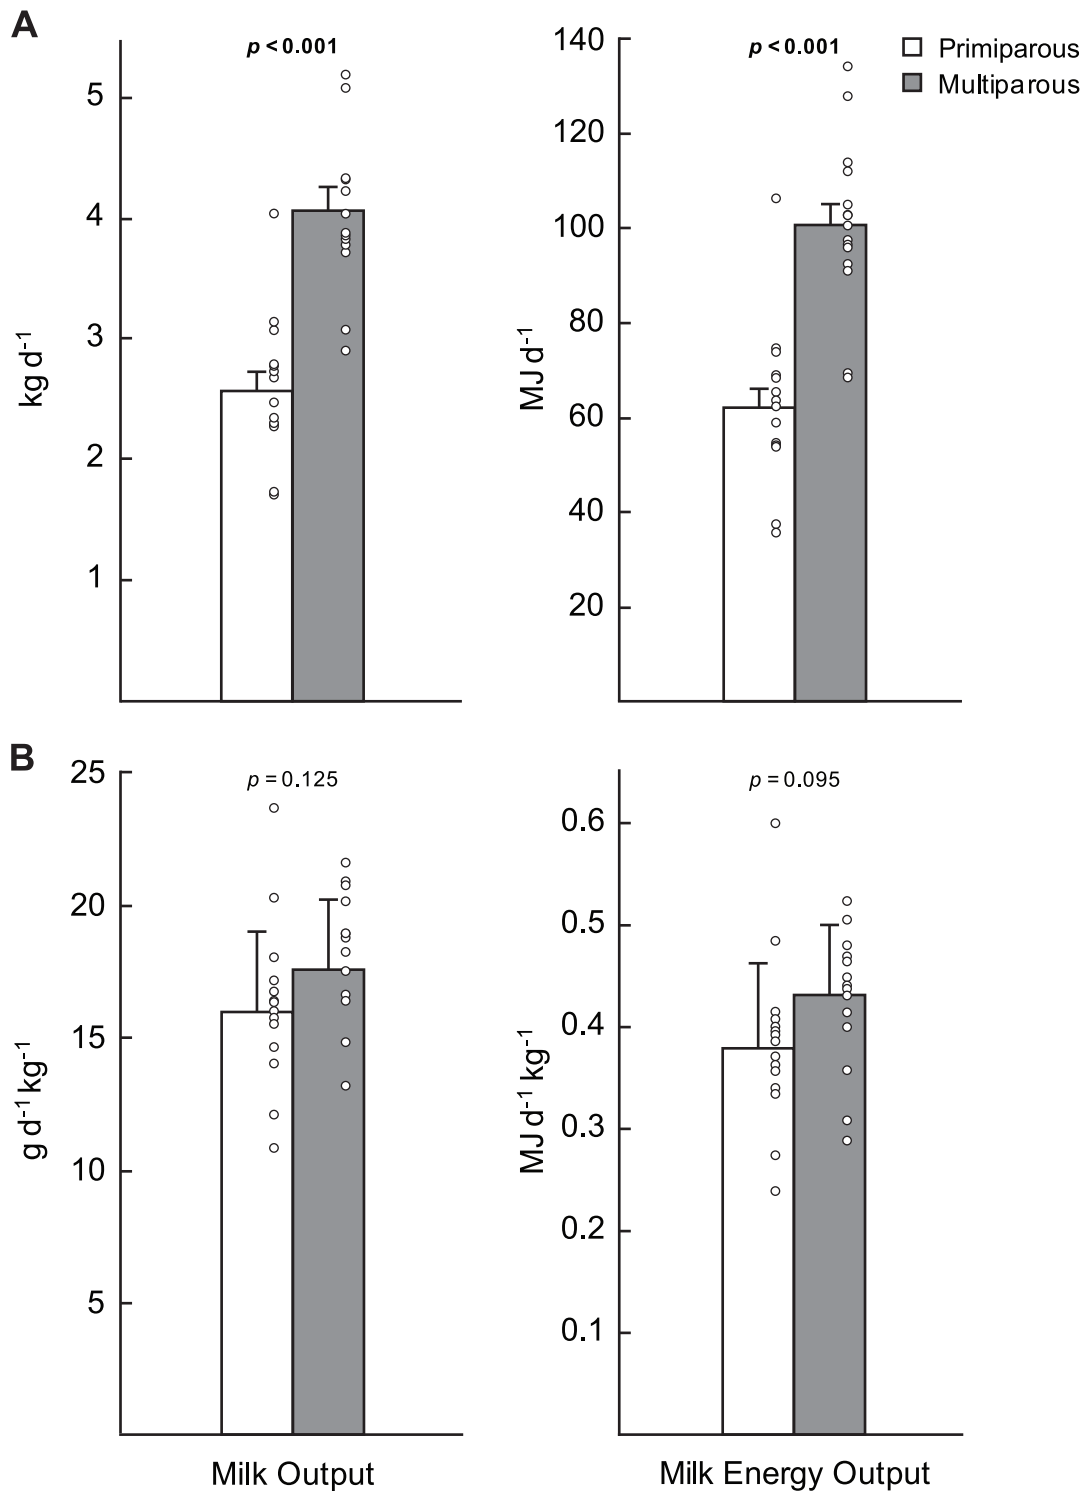 A
p < 0.001
5
4
3
2
1
kg d-1
p < 0.001
140
120
100
80
60
40
20
MJ d-1
Primiparous
Multiparous
B
p = 0.125
25
20
15
10
5
g d-1 kg-1
Milk Output
p = 0.095
0.6
0.5
0.4
0.3
0.2
0.1
MJ d-1 kg-1
Milk Energy Output